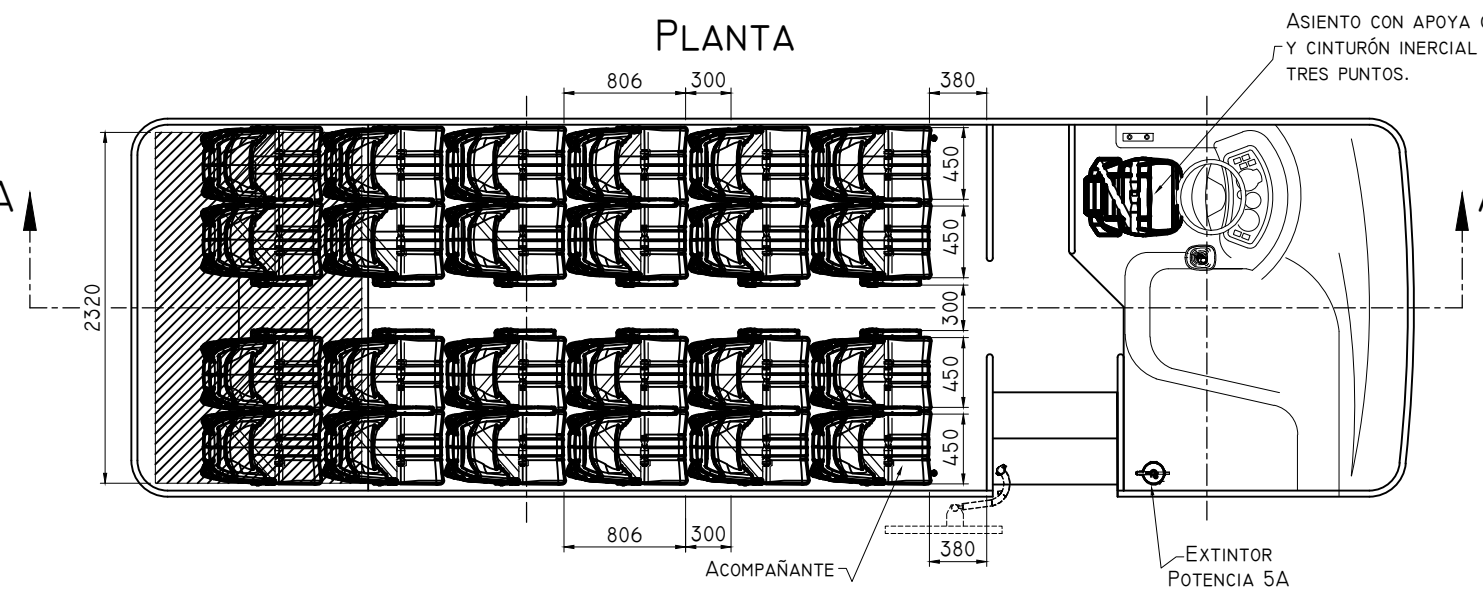 PLANTA
ASIENTO CON APOYA
Y CINTURÓN INERCIAL
TRES PUNTOS.
806
300
380
A
450
450
300
450
450
2320
806
300
380
ACOMPAÑANTE
EXTINTOR
POTENCIA 5A